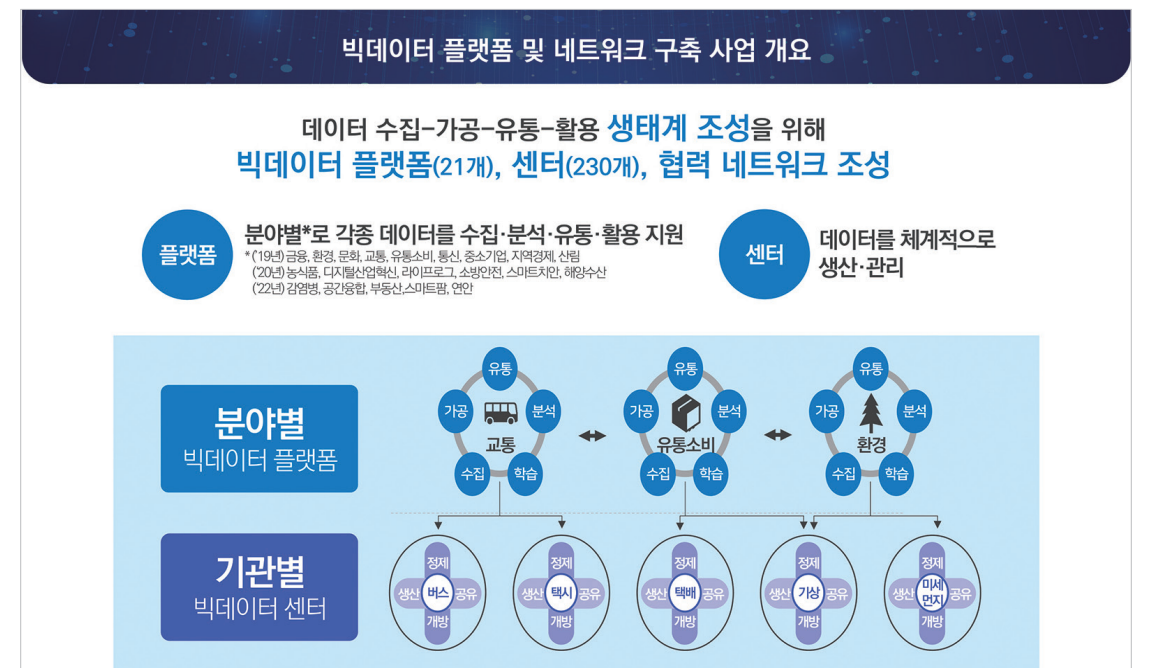 빅데이터 플랫폼 및 네트워크 구축 사업 개요
데이터 수집-가공-유통-활용 생태계 조성을 위해
빅데이터 플랫폼(21개), 센터(230개), 협력 네트워크 조성
플랫폼
분야별*로 각종 데이터를 수집·분석·유통·활용 지원
* ('19년) 금융, 환경, 문화, 교통, 유통소비, 통신, 중소기업, 지역경제, 산림
('20년) 농식품, 디지털산업혁신, 라이프로그, 소방안전, 스마트치안, 해양수산
('22년) 감염병, 공간융합, 부동산,스마트팜, 연안
센터
데이터를 체계적으로
생산·관리
분야별
빅데이터 플랫폼
유통
가공
분석
교통
수집
학습
유통
가공
분석
유통소비
수집
학습
유통
가공
분석
환경
수집
학습
기관별
빅데이터 센터
정제
생산
버스
공유
개방
정제
생산
택시
공유
개방
정제
생산
택배
공유
개방
정제
생산
기상
공유
개방
정제
생산
미세
먼지
공유
개방